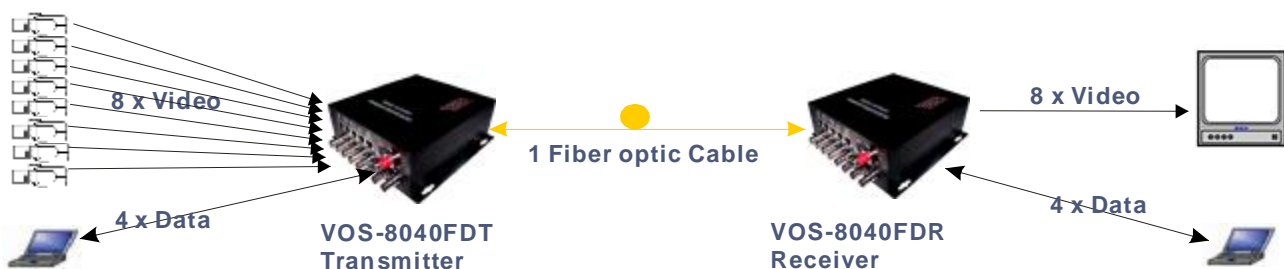 8 x Video
8 x Video
1 Fiber optic Cable
4 x Data
4 x Data
VOS-8040FDT
Transmitter
VOS-8040FDR
Receiver